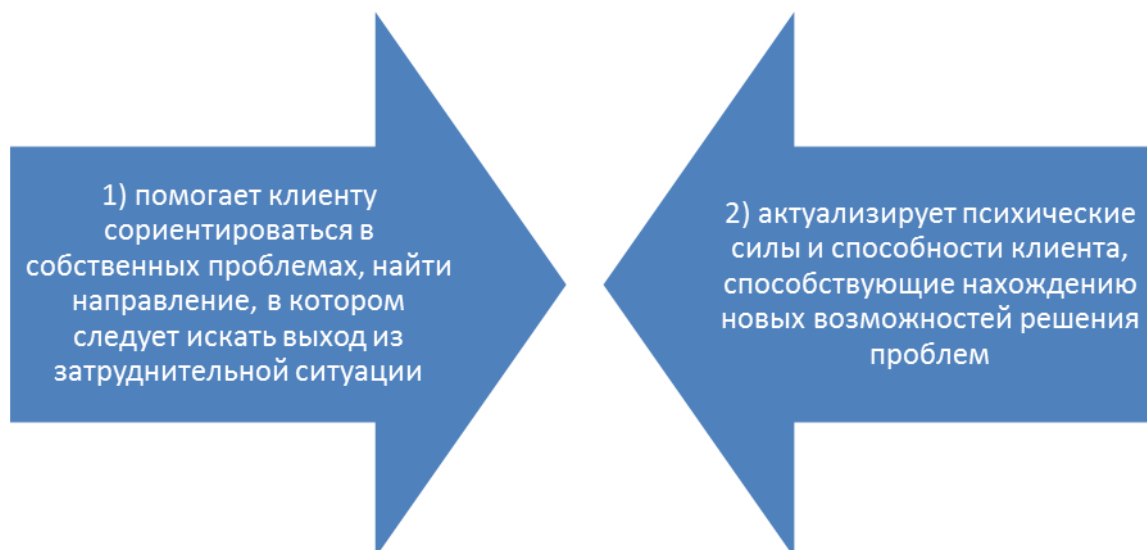 1) помогает клиенту
сориентироваться в
собственных проблемах, найти
направление, в котором
следует искать выход из
затруднительной ситуации
2) актуализирует психические
силы и способности клиента,
способствующие нахождению
новых возможностей решения
проблем